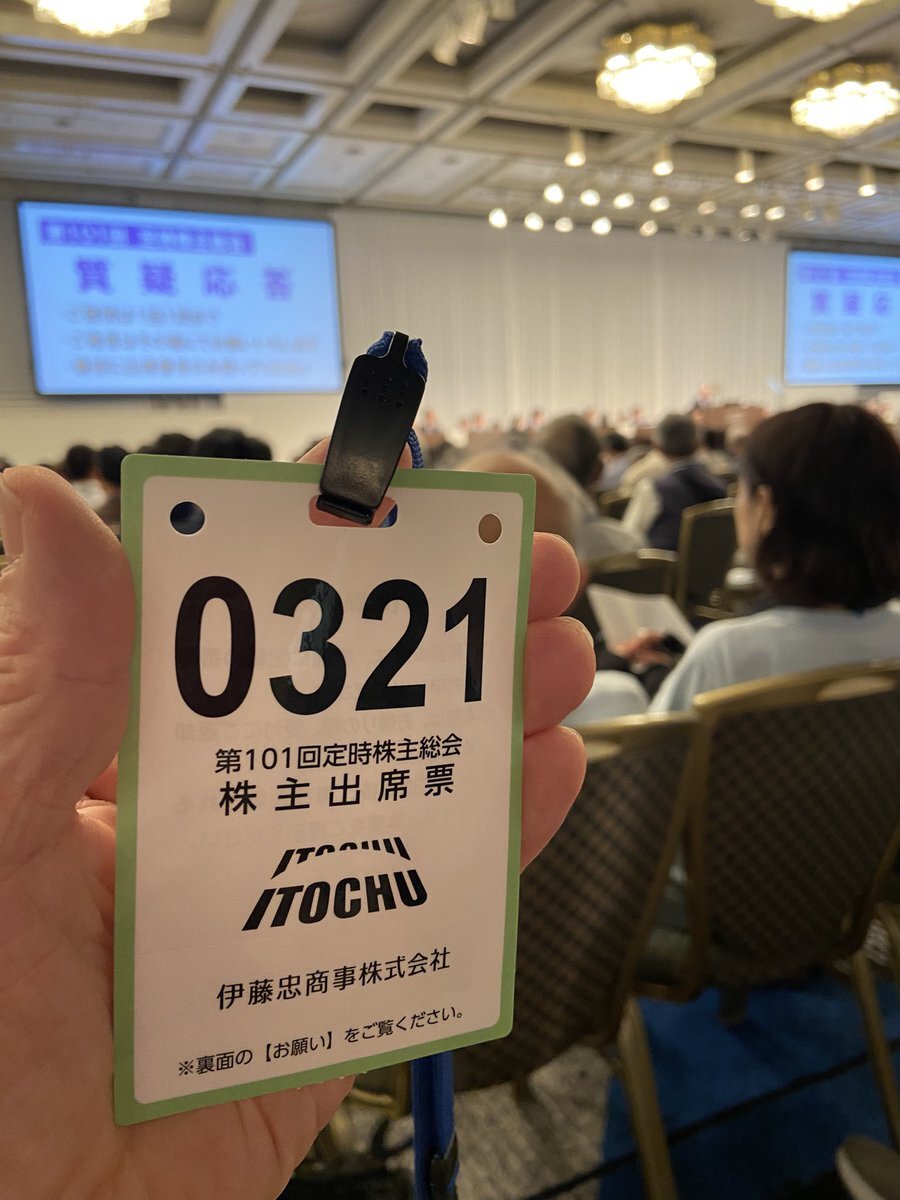 質疑応答
質疑応
0321
第101回定時株主総会
株主出席票
ITOCHU
伊藤忠商事株式会社
※裏面の【お願い】をご覧ください。